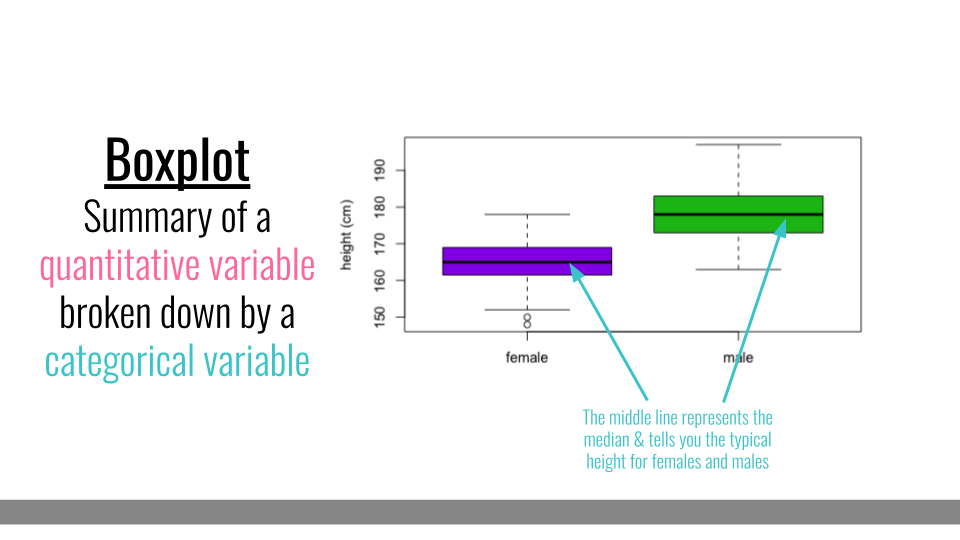 Boxplot
Summary of a
quantitative variable
broken down by a
categorical variable
height (cm)
190
180
170
160
150
female
male
The middle line represents the
median & tells you the typical
height for females and males